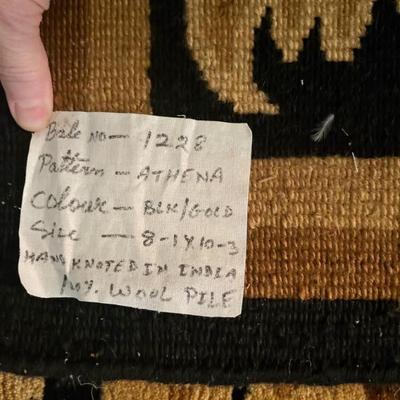 Bale NO — 1228
Pattern — ATHENA
Colour — BLK/GOLD
Size — 8-1 X 10-3
HAND KNOTED IN INDIA
100% WOOL PILE